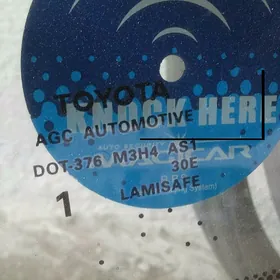 TOYOTA
KNOCK HERE
AGC AUTOMOTIVE
DOT-376 M3H4 AS1
30E
LAMISAFE
1